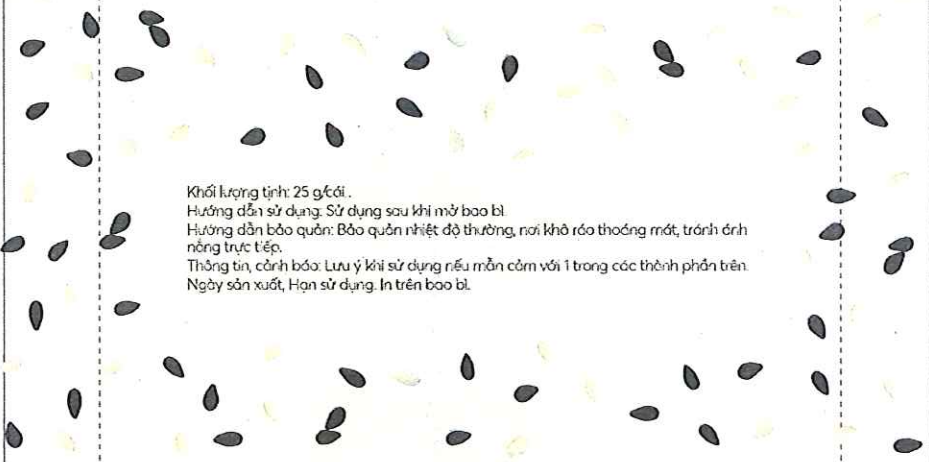 Khối lượng tịnh: 25 g/cái .
Hướng dẫn sử dụng: Sử dụng sau khi mở bao bì.
Hướng dẫn bảo quản: Bảo quản nhiệt độ thường, nơi khô ráo thoáng mát, tránh ánh
nắng trực tiếp.
Thông tin, cảnh báo: Lưu ý khi sử dụng nếu mẫn cảm với 1 trong các thành phần trên.
Ngày sản xuất, Hạn sử dụng: In trên bao bì.